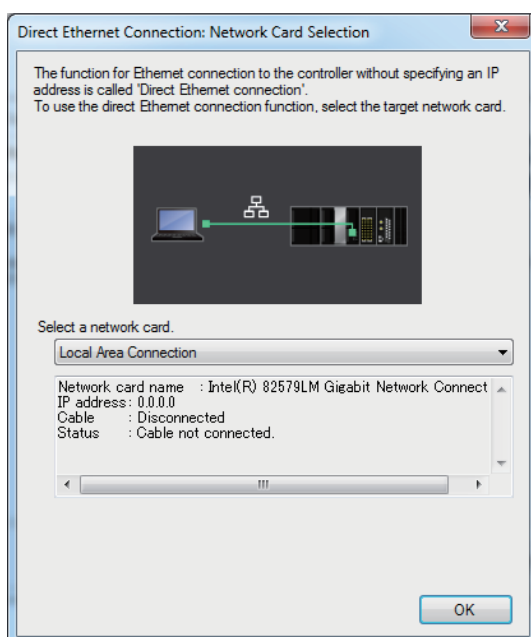 Direct Ethernet Connection: Network Card Selection
The function for Ethernet connection to the controller without specifying an IP
address is called 'Direct Ethernet connection'.
To use the direct Ethernet connection function, select the target network card.
Select a network card.
Local Area Connection
Network card name : Intel(R) 82579LM Gigabit Network Connect
IP address : 0.0.0.0
Cable : Disconnected
Status : Cable not connected.
OK